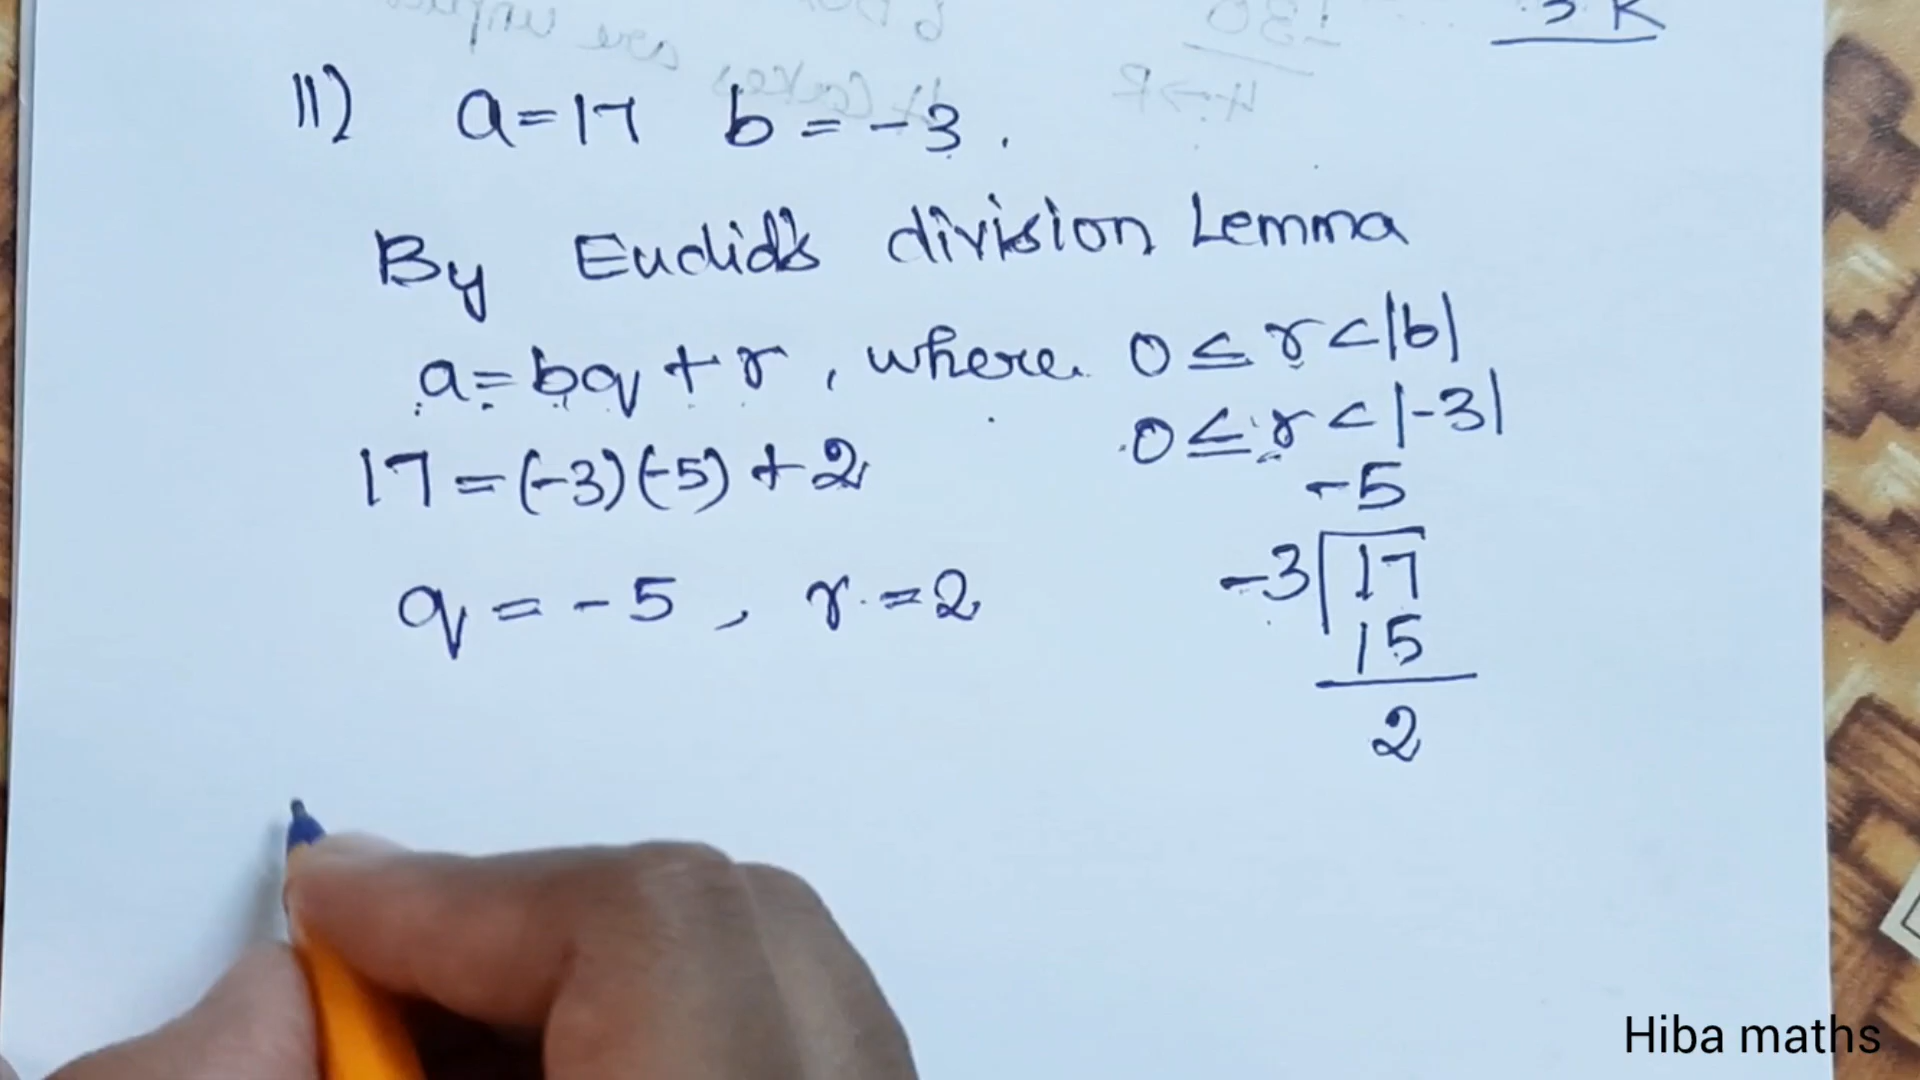 11) a=17 b = -3.
By Euclid's division Lemma
a=bq+r, where 0 ≤ r < |b|
0 ≤ r < |-3|
17 = (-3)(-5) + 2
q = -5, r = 2
-5
-3 17
15
2
Hiba maths